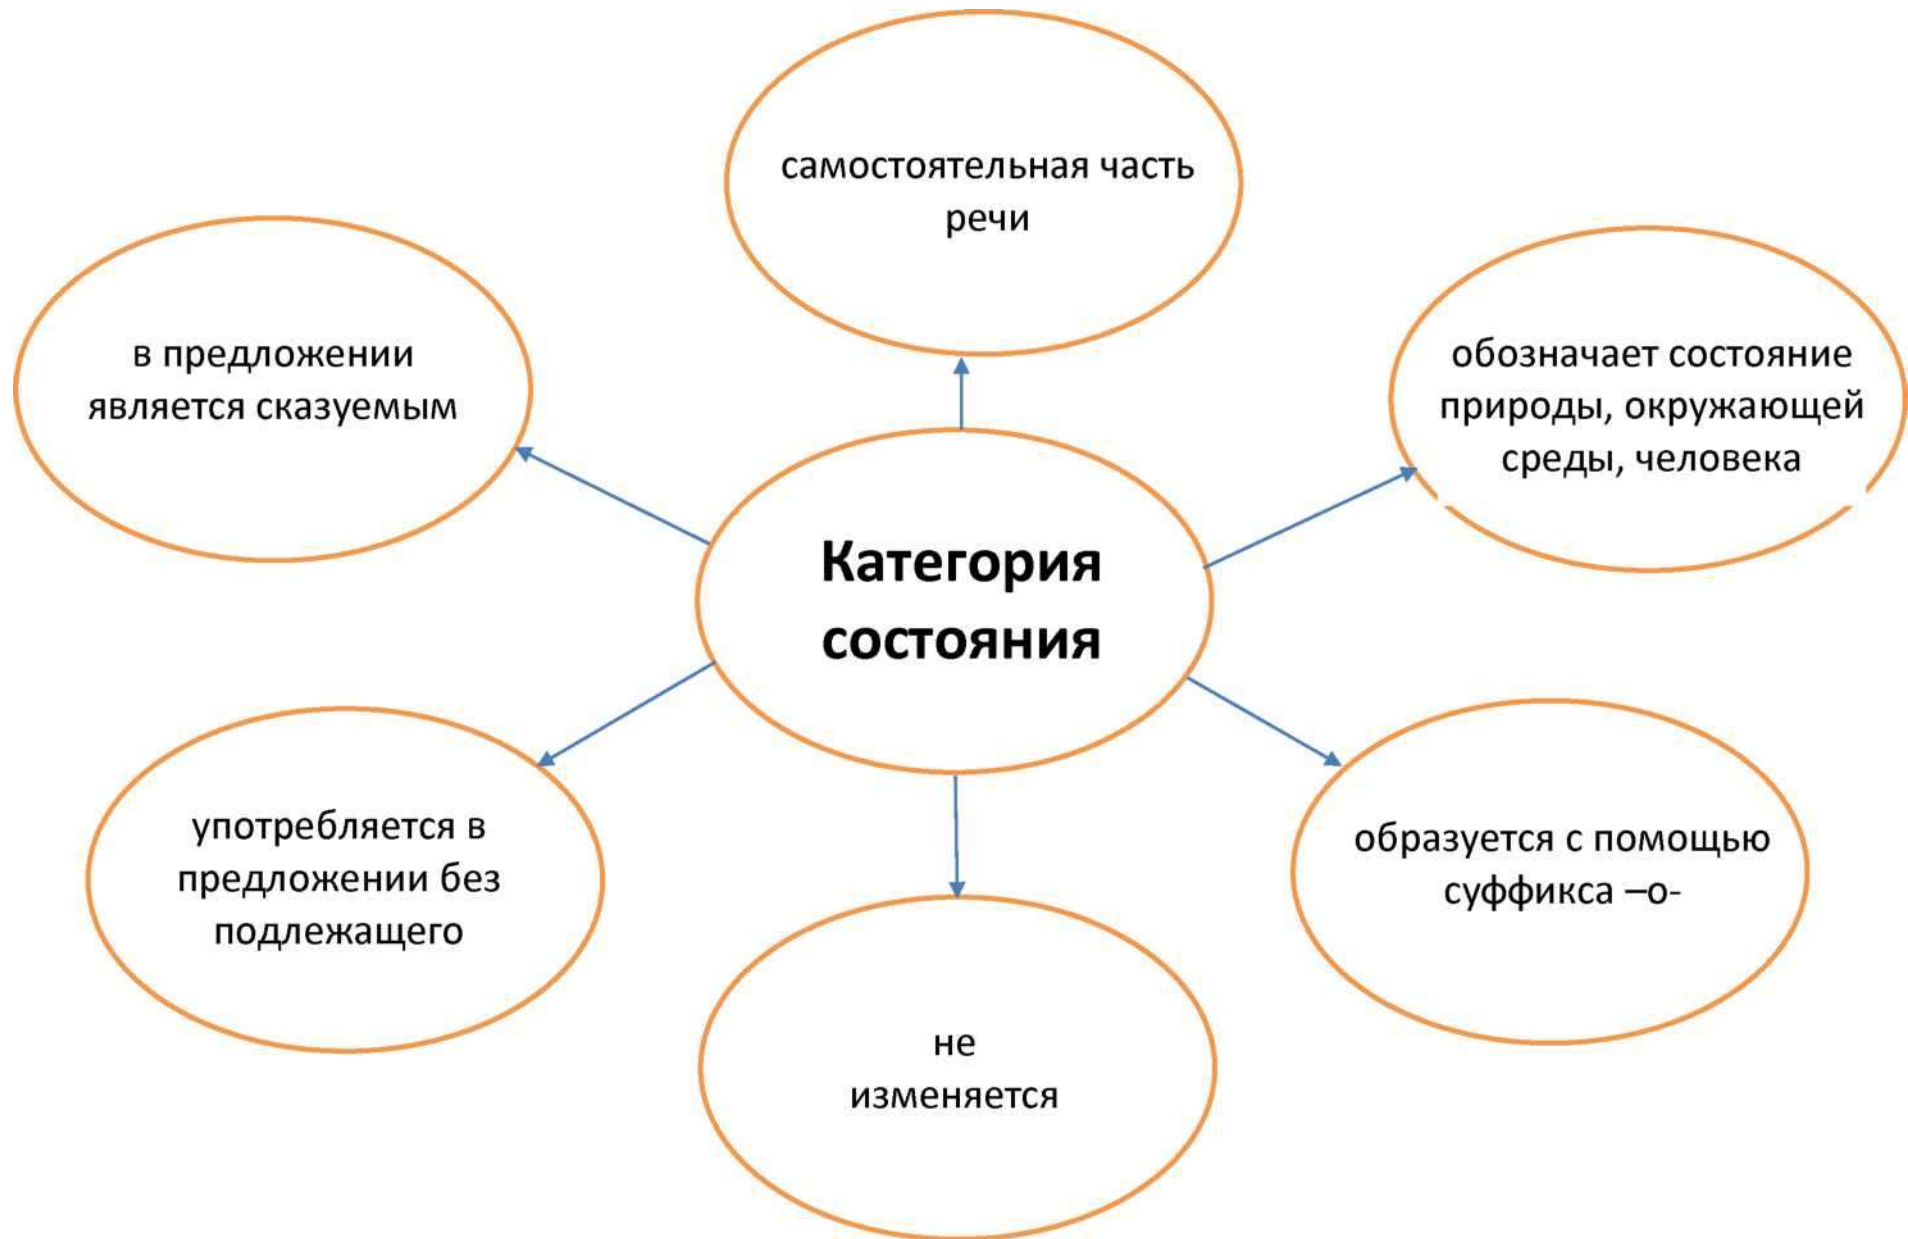 самостоятельная часть
речи
в предложении
является сказуемым
обозначает состояние
природы, окружающей
среды, человека
Категория
состояния
употребляется в
предложении без
подлежащего
образуется с помощью
суффикса –о-
не
изменяется